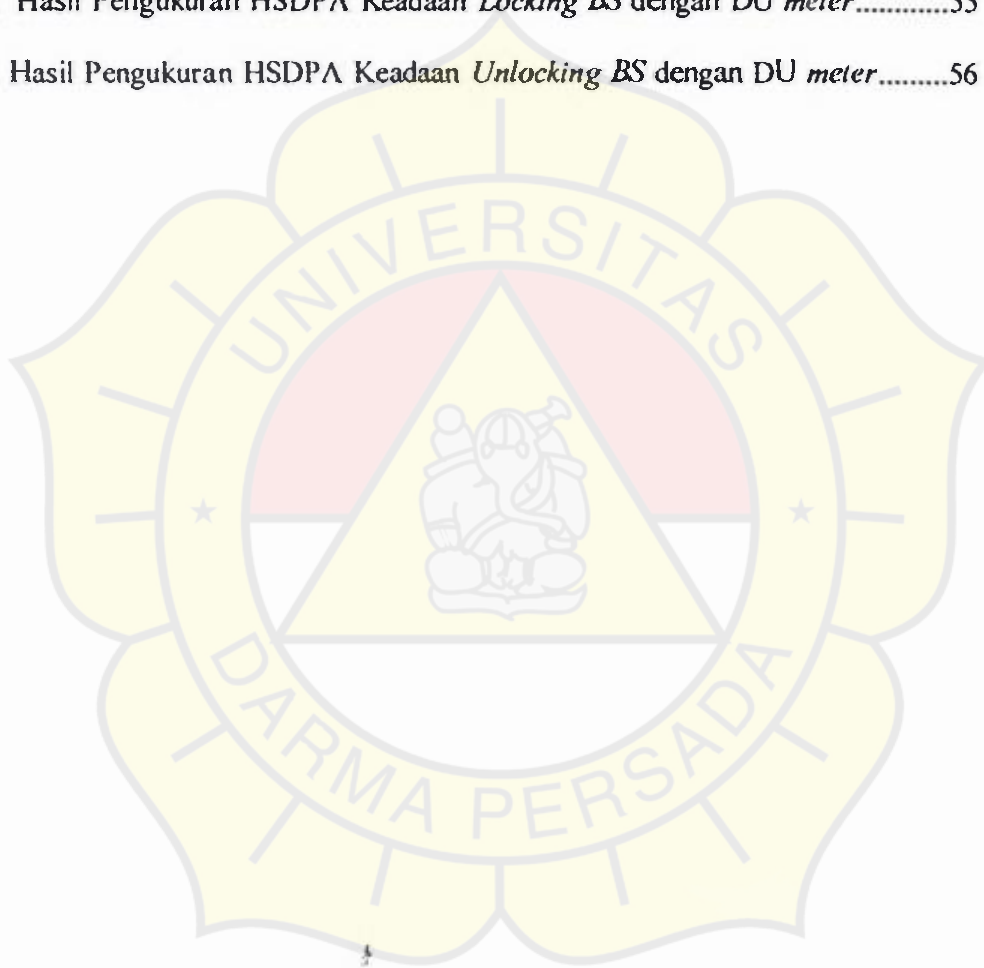 Hasil Pengukuran HSDPA Keadaan Locking BS dengan DU meter.............55
Hasil Pengukuran HSDPA Keadaan Unlocking BS dengan DU meter.........56
UNIVERSITAS
DARMA PERSADA